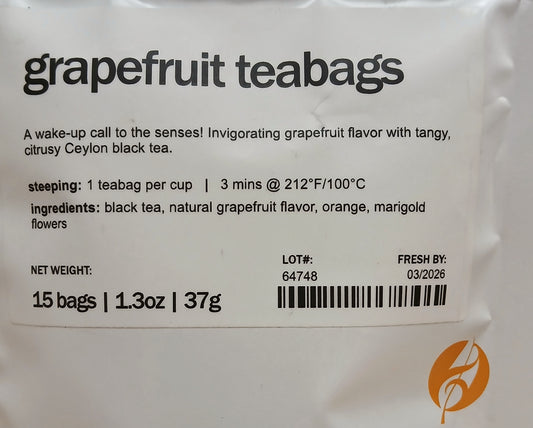 grapefruit teabags
A wake-up call to the senses! Invigorating grapefruit flavor with tangy,
citrusy Ceylon black tea.
steeping: 1 teabag per cup | 3 mins @ 212°F/100°C
ingredients: black tea, natural grapefruit flavor, orange, marigold
flowers
NET WEIGHT:
15 bags | 1.3oz | 37g
LOT#:
64748
FRESH BY:
03/2026